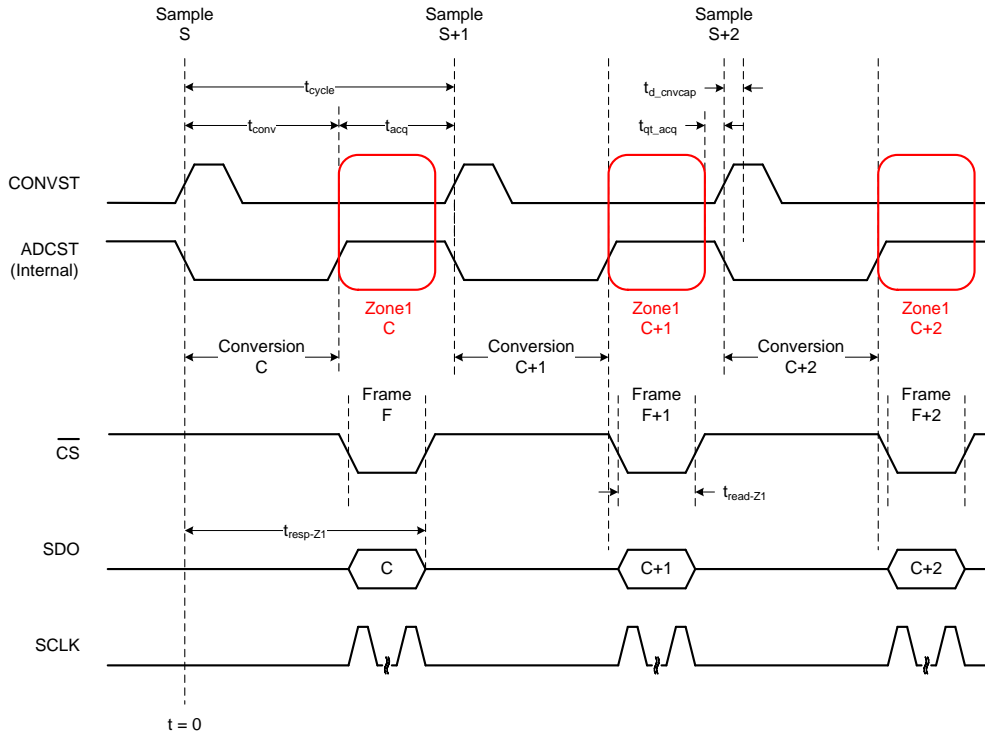 Sample
S
Sample
S+1
Sample
S+2
tcycle
td_cnvcap
tconv
tacq
tqt_acq
CONVST
ADCST
(Internal)
Zone1
C
Zone1
C+1
Zone1
C+2
Conversion
C
Conversion
C+1
Conversion
C+2
Frame
F
Frame
F+1
Frame
F+2
CS
tread-Z1
tresp-Z1
SDO
C
C+1
C+2
SCLK
t = 0